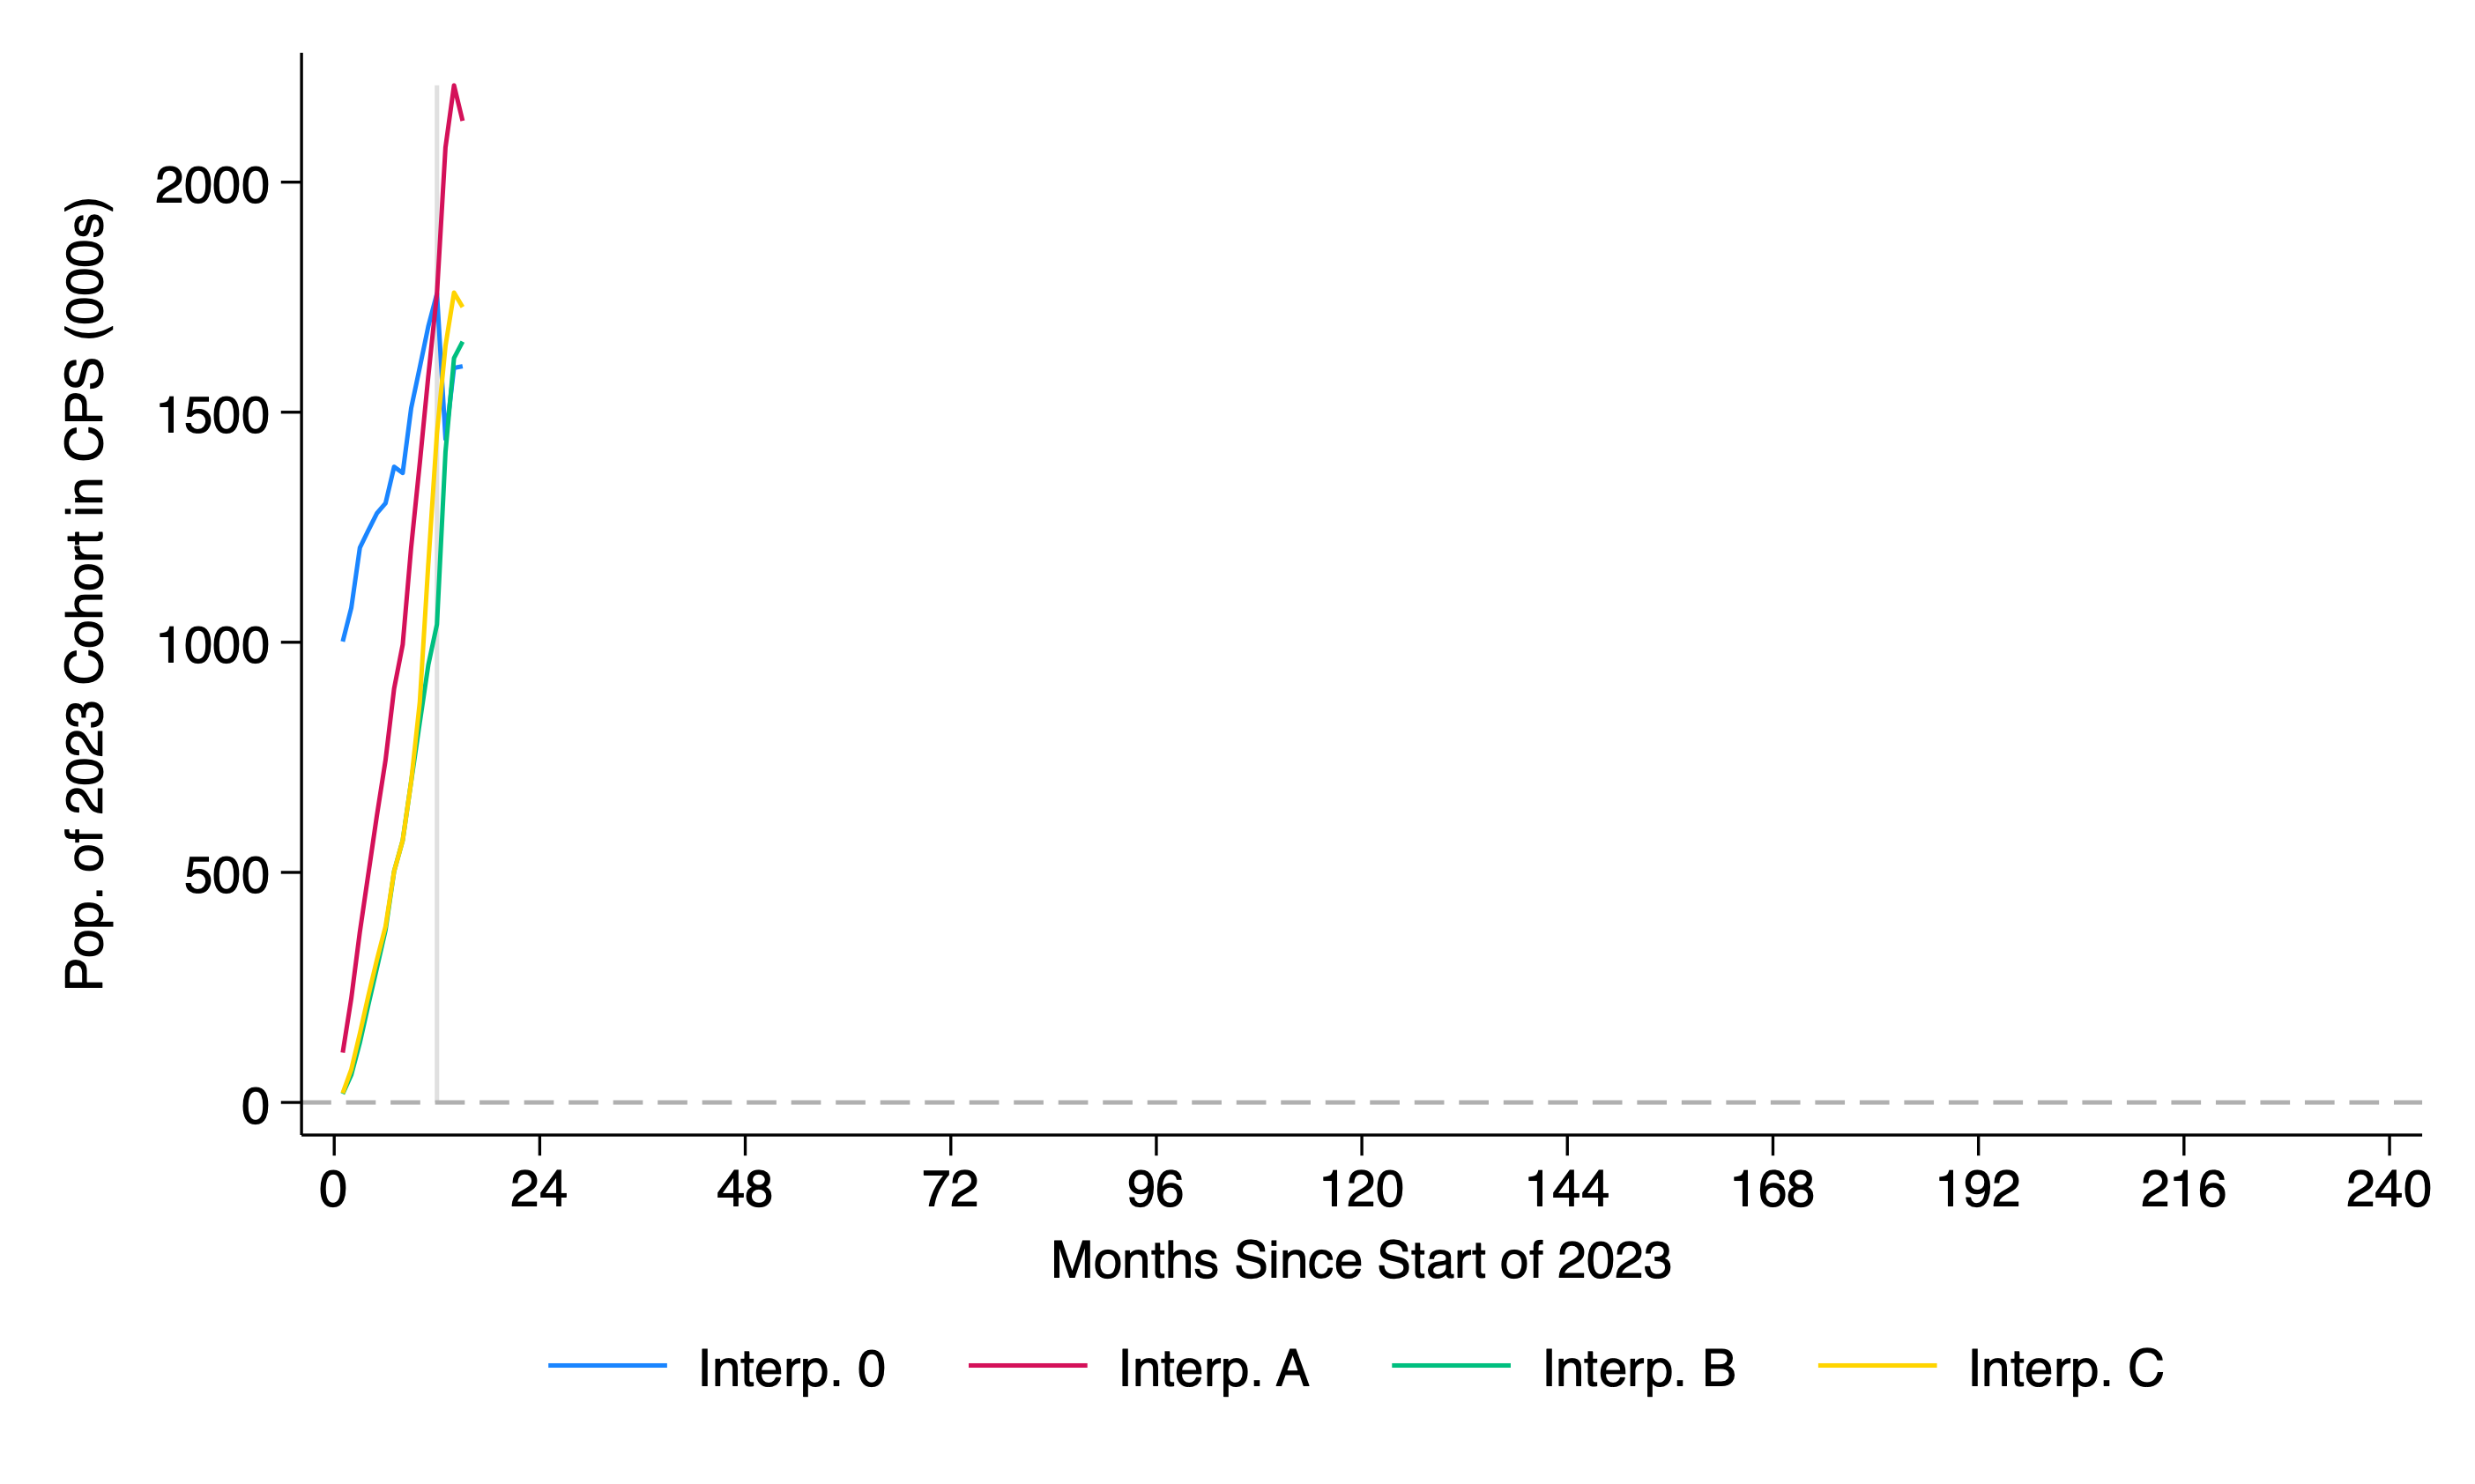 Pop. of 2023 Cohort in CPS (000s)
2000
1500
1000
500
0
0 24 48 72 96 120 144 168 192 216 240
Months Since Start of 2023
Interp. 0 Interp. A Interp. B Interp. C